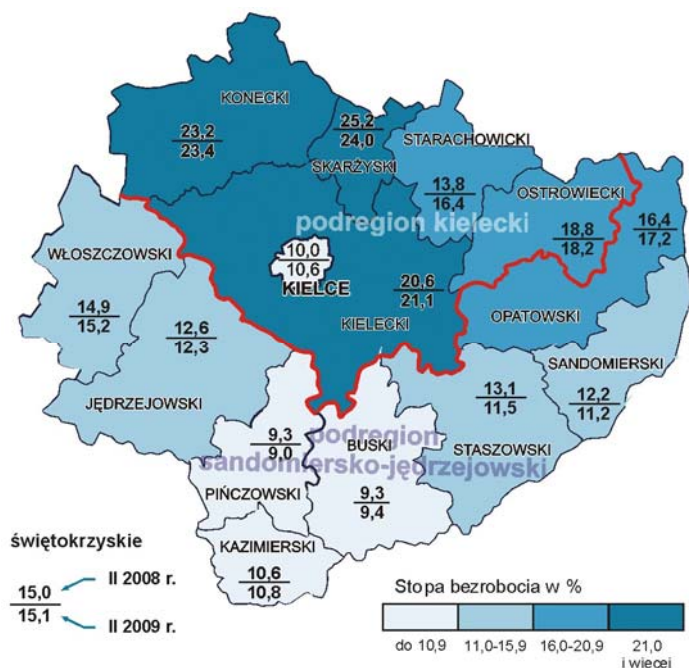 KONECKI
23,2
23,4
25,2
24,0
SKARŻYSKI
STARACHOWICKI
13,8
16,4
OSTROWIECKI
18,8
18,2
16,4
17,2
podregion kielecki
WŁOSZCZOWSKI
14,9
15,2
10,0
10,6
KIELCE
20,6
21,1
KIELECKI
OPATOWSKI
12,6
12,3
JĘDRZEJOWSKI
SANDOMIERSKI
12,2
11,2
13,1
11,5
STASZOWSKI
9,3
9,0
PIŃCZOWSKI
podregion
sandomiersko-jędrzejowski
BUSKI
9,3
9,4
KAZIMIERSKI
10,6
10,8
świętokrzyskie
15,0
15,1
II 2008 r.
II 2009 r.
Stopa bezrobocia w %
do 10,9 11,0-15,9 16,0-20,9 21,0
i więcej